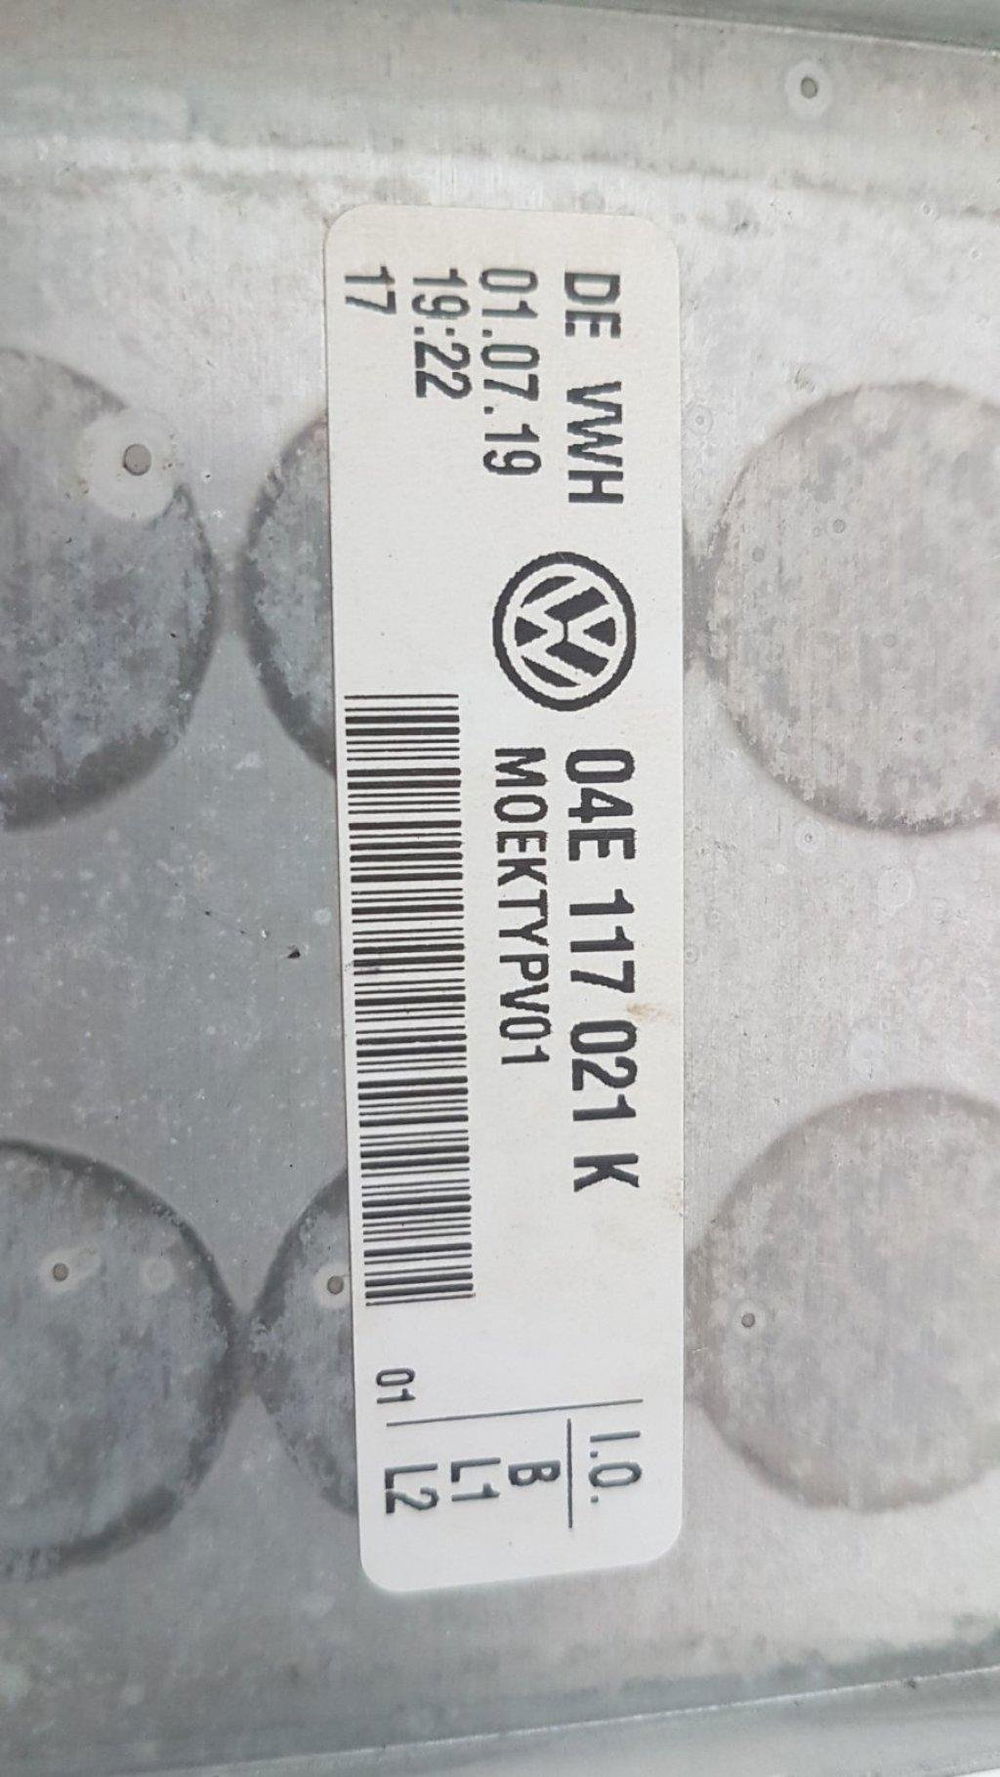 DE VWH
01.07.19
19:22
17
04E 117 021 K
MOEKTYPV01
01
I.O.
B
L1
L2